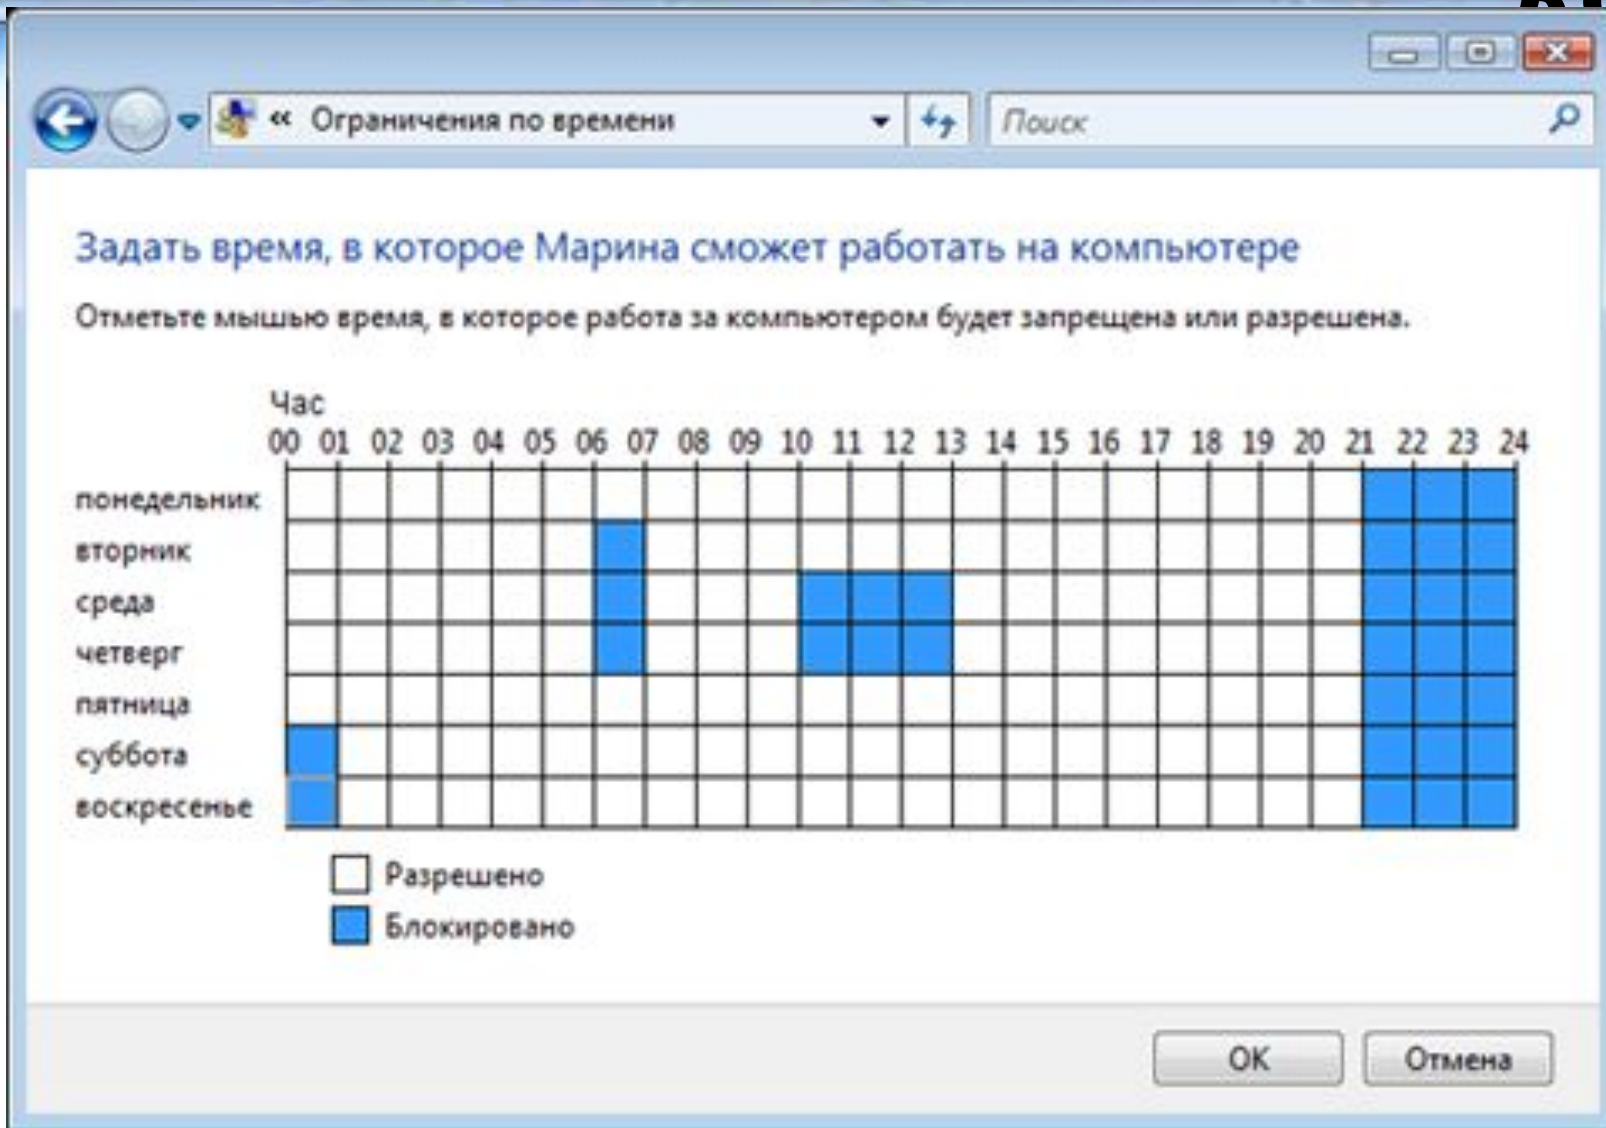 « Ограничения по времени
Поиск
Задать время, в которое Марина сможет работать на компьютере
Отметьте мышью время, в которое работа за компьютером будет запрещена или разрешена.
Час
00 01 02 03 04 05 06 07 08 09 10 11 12 13 14 15 16 17 18 19 20 21 22 23 24
понедельник
вторник
среда
четверг
пятница
суббота
воскресенье
Разрешено
Блокировано
ОК
Отмена